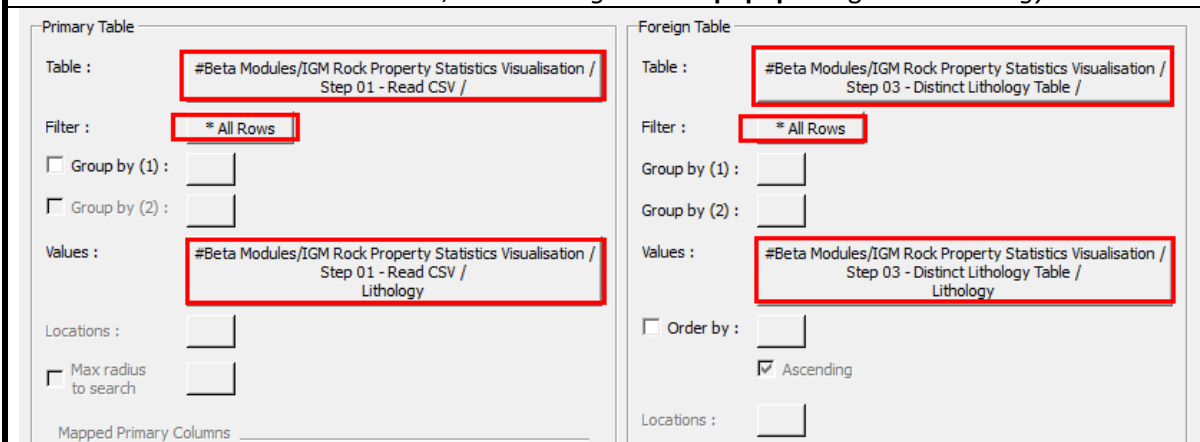 Primary Table
Table :
#Beta Modules/IGM Rock Property Statistics Visualisation /
Step 01 - Read CSV /
Filter :
* All Rows
Group by (1) :
Group by (2) :
Values :
#Beta Modules/IGM Rock Property Statistics Visualisation /
Step 01 - Read CSV /
Lithology
Locations :
Max radius
to search
Mapped Primary Columns
Foreign Table
Table :
#Beta Modules/IGM Rock Property Statistics Visualisation /
Step 03 - Distinct Lithology Table /
Filter :
* All Rows
Group by (1) :
Group by (2) :
Values :
#Beta Modules/IGM Rock Property Statistics Visualisation /
Step 03 - Distinct Lithology Table /
Lithology
Order by :
Ascending
Locations :